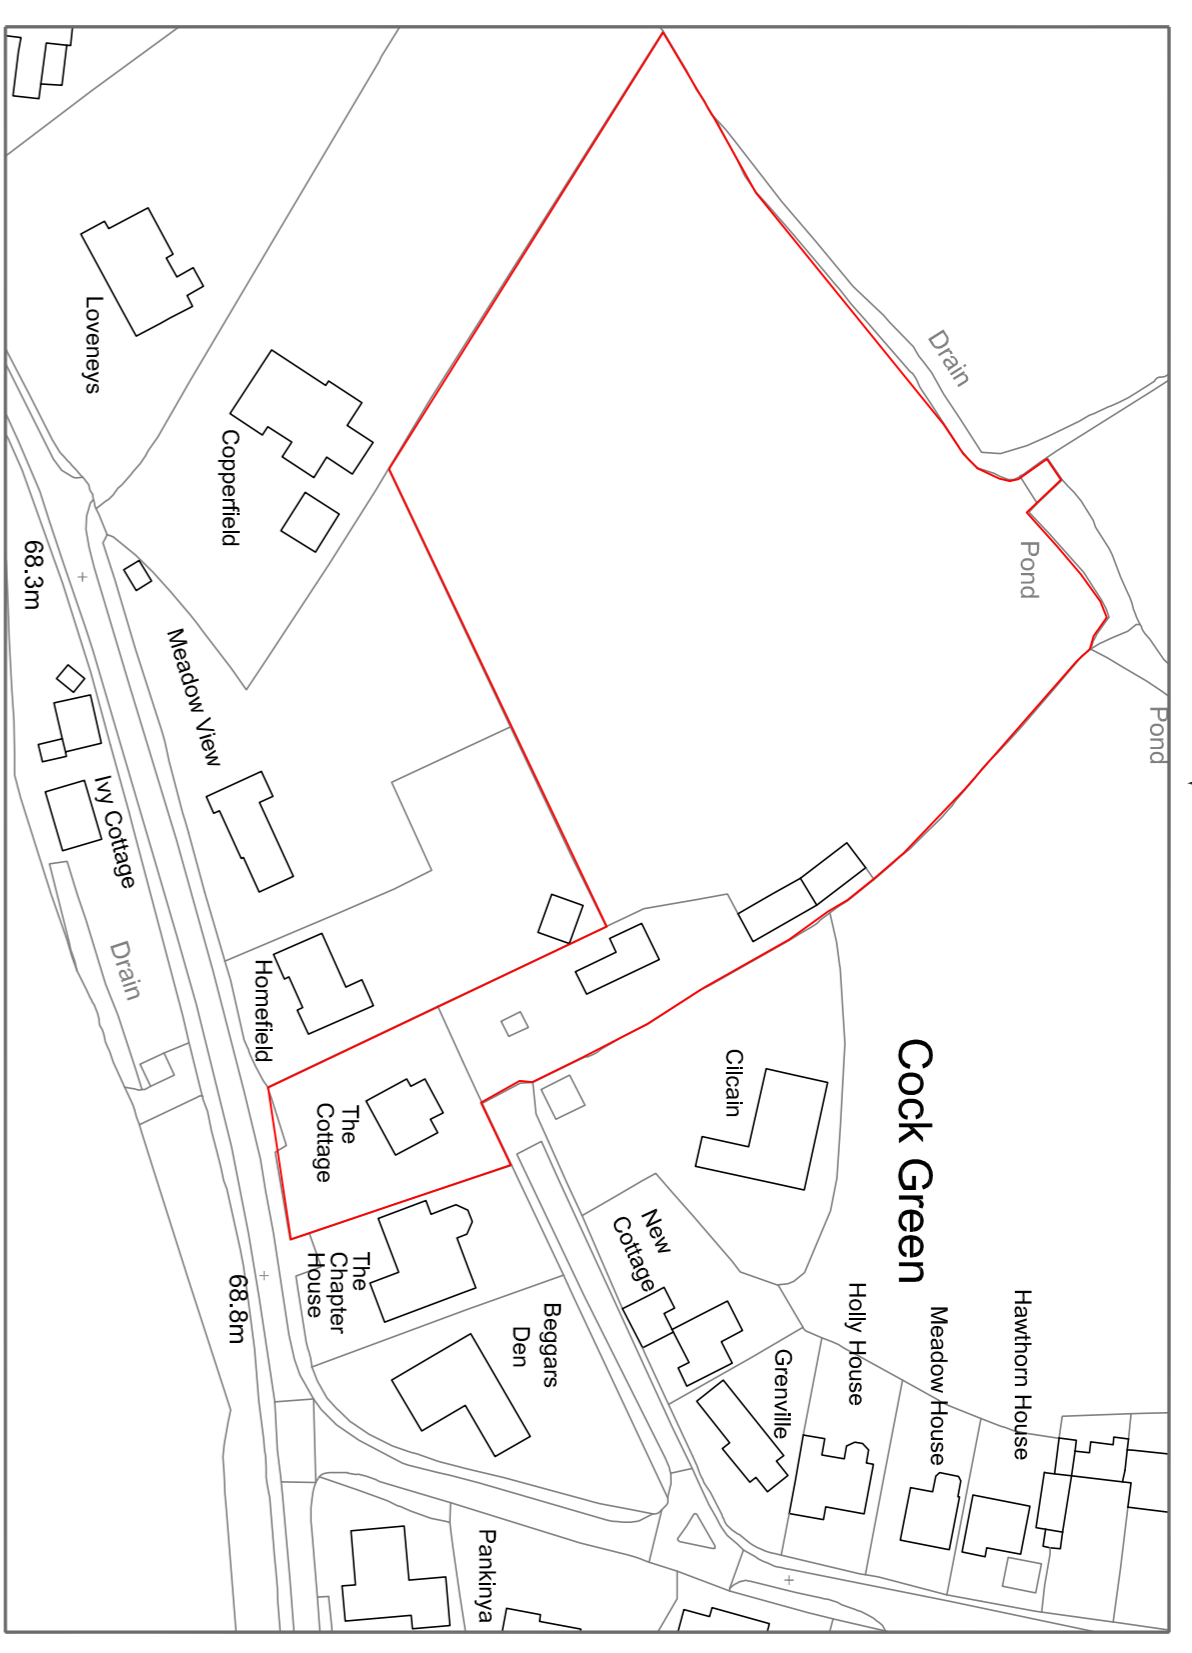 Drain
Pond
Pond
Loveneys
Copperfield
68.3m
Meadow View
Ivy Cottage
Drain
Homefield
The
Cottage
The
Chapter
House
68.8m
Beggars
Den
Cilcain
Cock Green
New
Cottage
Grenville
Holly House
Meadow House
Hawthorn House
Pankinya